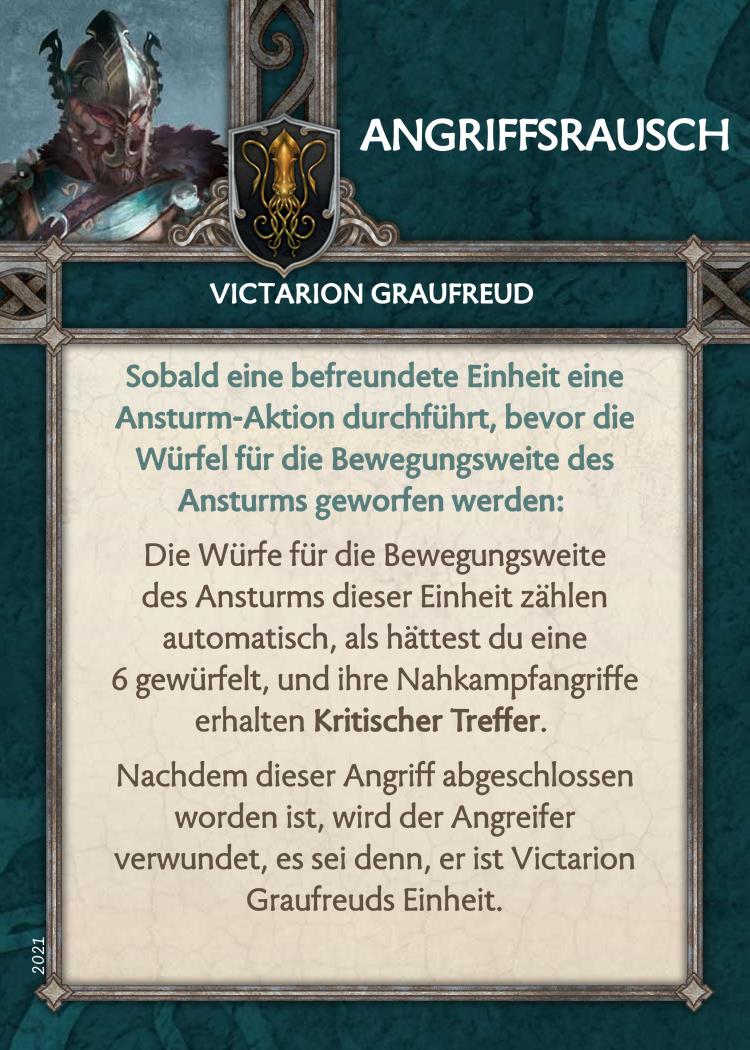 ANGRIFFSRAUSCH
VICTARION GRAUFREUD
Sobald eine befreundete Einheit eine
Ansturm-Aktion durchführt, bevor die
Würfel für die Bewegungsweite des
Ansturms geworfen werden:
Die Würfe für die Bewegungsweite
des Ansturms dieser Einheit zählen
automatisch, als hättest du eine
6 gewürfelt, und ihre Nahkampfangriffe
erhalten Kritischer Treffer.
Nachdem dieser Angriff abgeschlossen
worden ist, wird der Angreifer
verwundet, es sei denn, er ist Victarion
Graufreuds Einheit.
2021